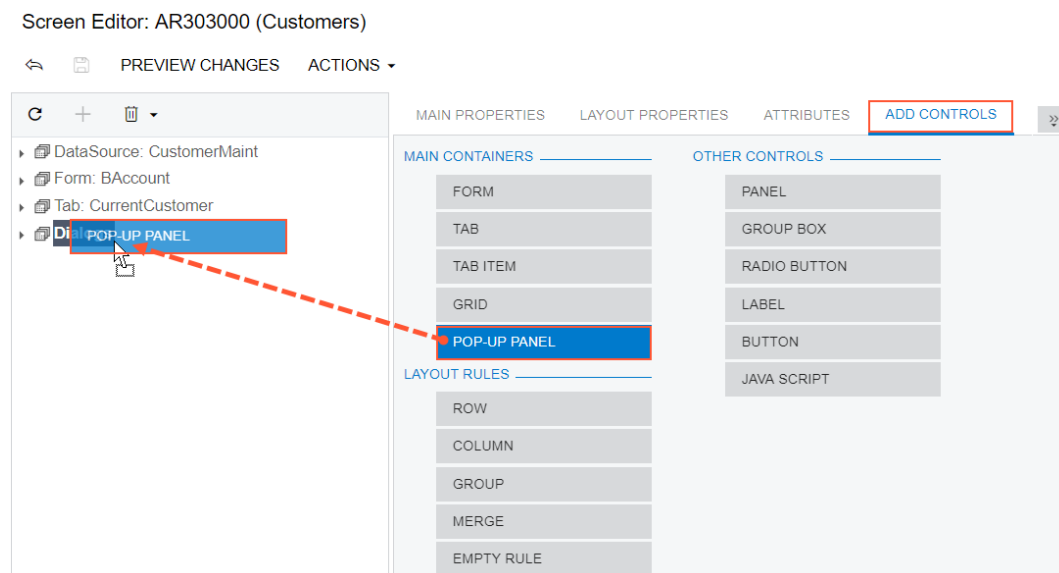 Screen Editor: AR303000 (Customers)
PREVIEW CHANGES ACTIONS
MAIN PROPERTIES LAYOUT PROPERTIES ATTRIBUTES ADD CONTROLS
DataSource: CustomerMaint
Form: BAccount
Tab: CurrentCustomer
POP-UP PANEL
MAIN CONTAINERS
FORM
TAB
TAB ITEM
GRID
POP-UP PANEL
LAYOUT RULES
ROW
COLUMN
GROUP
MERGE
EMPTY RULE
OTHER CONTROLS
PANEL
GROUP BOX
RADIO BUTTON
LABEL
BUTTON
JAVA SCRIPT